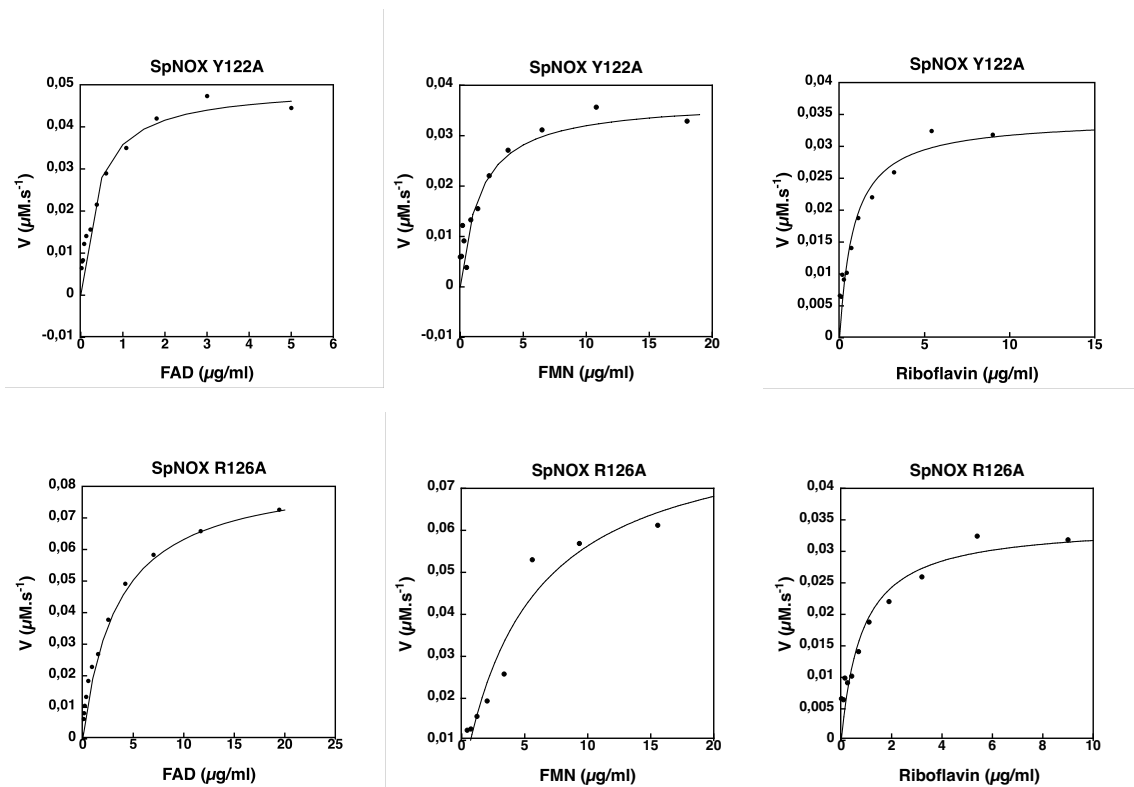 SpNOX Y122A
0,05
0,04
0,03
0,02
0,01
0
-0,01
V (µM.s-1)
0 1 2 3 4 5 6
FAD (µg/ml)
SpNOX Y122A
0,04
0,03
0,02
0,01
0
-0,01
V (µM.s-1)
0 5 10 15 20
FMN (µg/ml)
SpNOX Y122A
0,04
0,035
0,03
0,025
0,02
0,015
0,01
0,005
0
V (µM.s-1)
0 5 10 15
Riboflavin (µg/ml)
SpNOX R126A
0,08
0,07
0,06
0,05
0,04
0,03
0,02
0,01
0
V (µM.s-1)
0 5 10 15 20 25
FAD (µg/ml)
SpNOX R126A
0,07
0,06
0,05
0,04
0,03
0,02
0,01
V (µM.s-1)
0 5 10 15 20
FMN (µg/ml)
SpNOX R126A
0,04
0,035
0,03
0,025
0,02
0,015
0,01
0,005
0
V (µM.s-1)
0 2 4 6 8 10
Riboflavin (µg/ml)